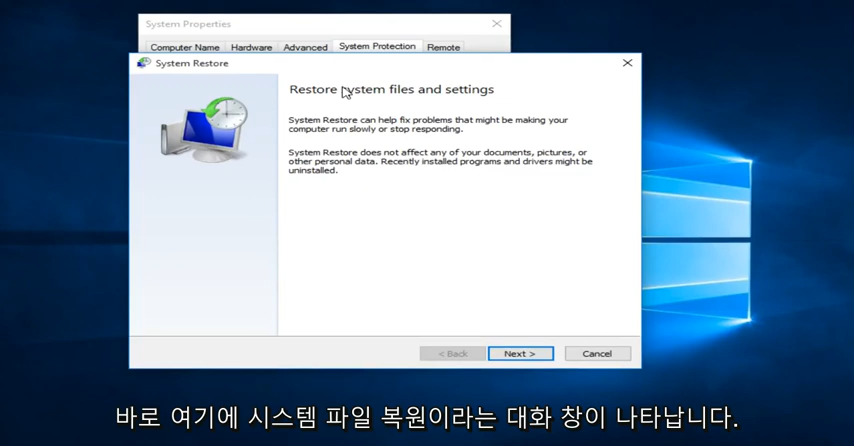 System Properties
Computer Name Hardware Advanced System Protection Remote
System Restore
Restore system files and settings
System Restore can help fix problems that might be making your
computer run slowly or stop responding.
System Restore does not affect any of your documents, pictures, or
other personal data. Recently installed programs and drivers might be
uninstalled.
< Back Next > Cancel
바로 여기에 시스템 파일 복원이라는 대화 창이 나타납니다.